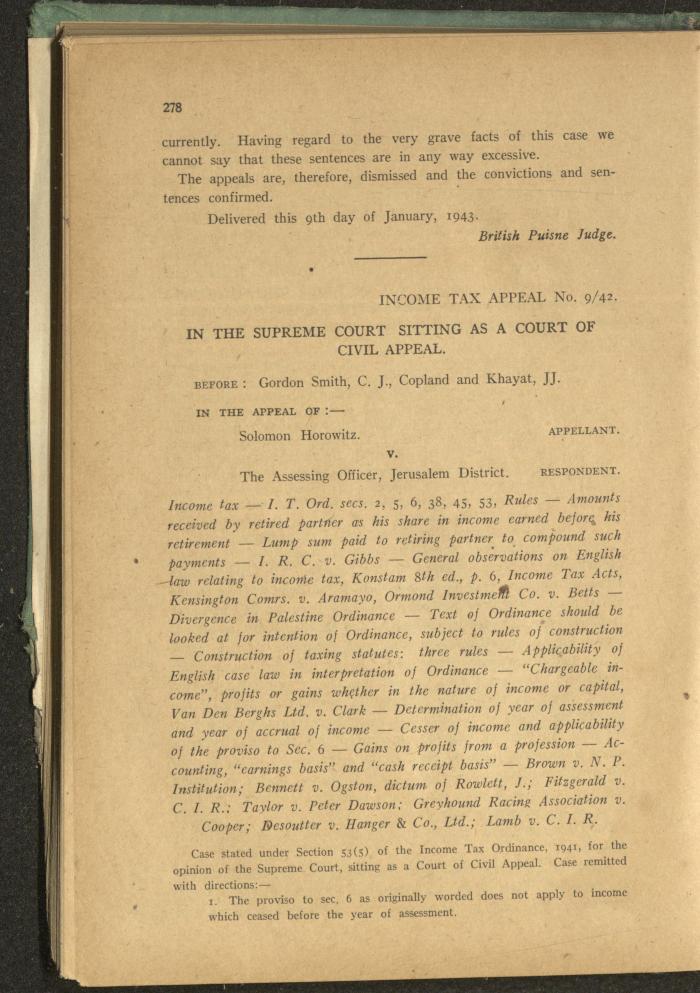 278
currently. Having regard to the very grave facts of this case we
cannot say that these sentences are in any way excessive.
The appeals are, therefore, dismissed and the convictions and sen-
tences confirmed.
Delivered this 9th day of January, 1943.
British Puisne Judge.
INCOME TAX APPEAL No. 9/42.
IN THE SUPREME COURT SITTING AS A COURT OF
CIVIL APPEAL.
BEFORE : Gordon Smith, C. J., Copland and Khayat, JJ.
IN THE APPEAL OF :—
Solomon Horowitz. APPELLANT.
v.
The Assessing Officer, Jerusalem District. RESPONDENT.
Income tax — I. T. Ord. secs. 2, 5, 6, 38, 45, 53, Rules — Amounts
received by retired partner as his share in income earned before his
retirement — Lump sum paid to retiring partner to compound such
payments — I. R. C. v. Gibbs — General observations on English
law relating to income tax, Konstam 8th ed., p. 6, Income Tax Acts,
Kensington Comrs. v. Aramayo, Ormond Investment Co. v. Betts —
Divergence in Palestine Ordinance — Text of Ordinance should be
looked at for intention of Ordinance, subject to rules of construction
— Construction of taxing statutes: three rules — Applicability of
English case law in interpretation of Ordinance — "Chargeable in-
come", profits or gains whether in the nature of income or capital,
Van Den Berghs Ltd. v. Clark — Determination of year of assessment
and year of accrual of income — Cesser of income and applicability
of the proviso to Sec. 6 — Gains on profits from a profession — Ac-
counting, "earnings basis" and "cash receipt basis" — Brown v. N. P.
Institution; Bennett v. Ogston, dictum of Rowlett, J.; Fitzgerald v.
C. I. R.; Taylor v. Peter Dawson; Greyhound Racing Association v.
Cooper; Desoutter v. Hanger & Co., Ltd.; Lamb v. C. I. R.
Case stated under Section 53(5) of the Income Tax Ordinance, 1941, for the
opinion of the Supreme Court, sitting as a Court of Civil Appeal. Case remitted
with directions:—
1. The proviso to sec. 6 as originally worded does not apply to income
which ceased before the year of assessment.